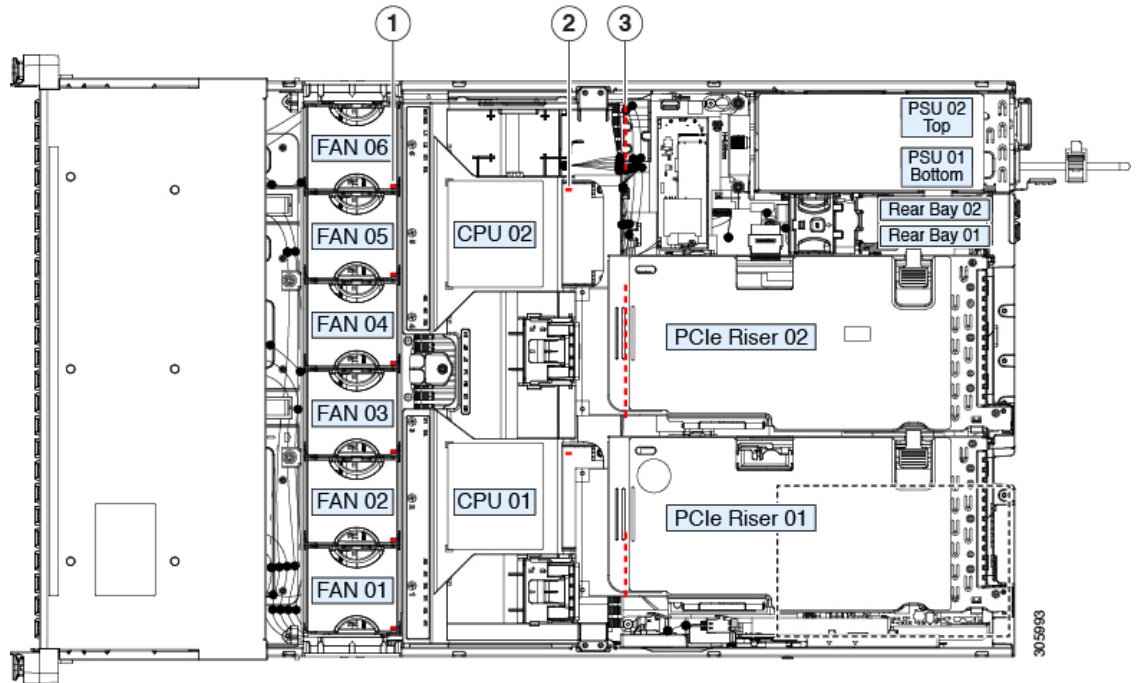 1
2
3
FAN 06
FAN 05
FAN 04
FAN 03
FAN 02
FAN 01
CPU 02
CPU 01
PSU 02
Top
PSU 01
Bottom
Rear Bay 02
Rear Bay 01
PCIe Riser 02
PCIe Riser 01
305993